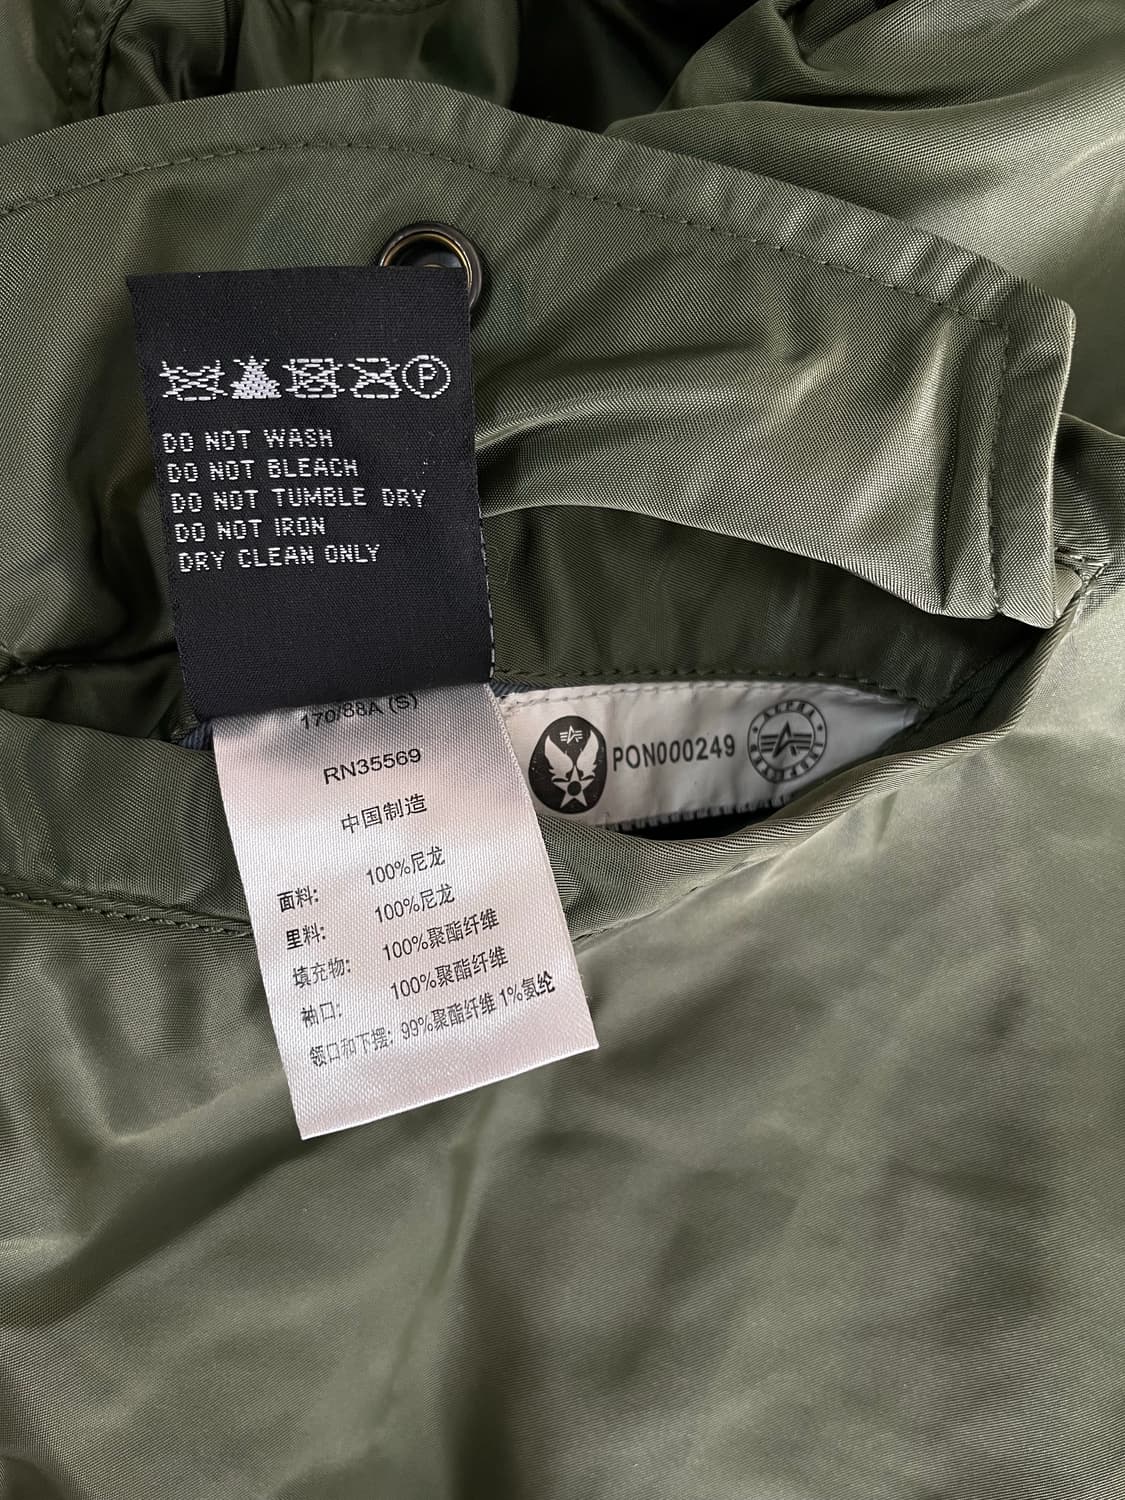 P
DO NOT WASH
DO NOT BLEACH
DO NOT TUMBLE DRY
DO NOT IRON
DRY CLEAN ONLY
170/88A (S)
RN35569
中国制造
面料: 100%尼龙
里料: 100%尼龙
填充物: 100%聚酯纤维
袖口: 100%聚酯纤维
领口和下摆: 99%聚酯纤维 1%氨纶
PON000249
ALPHA